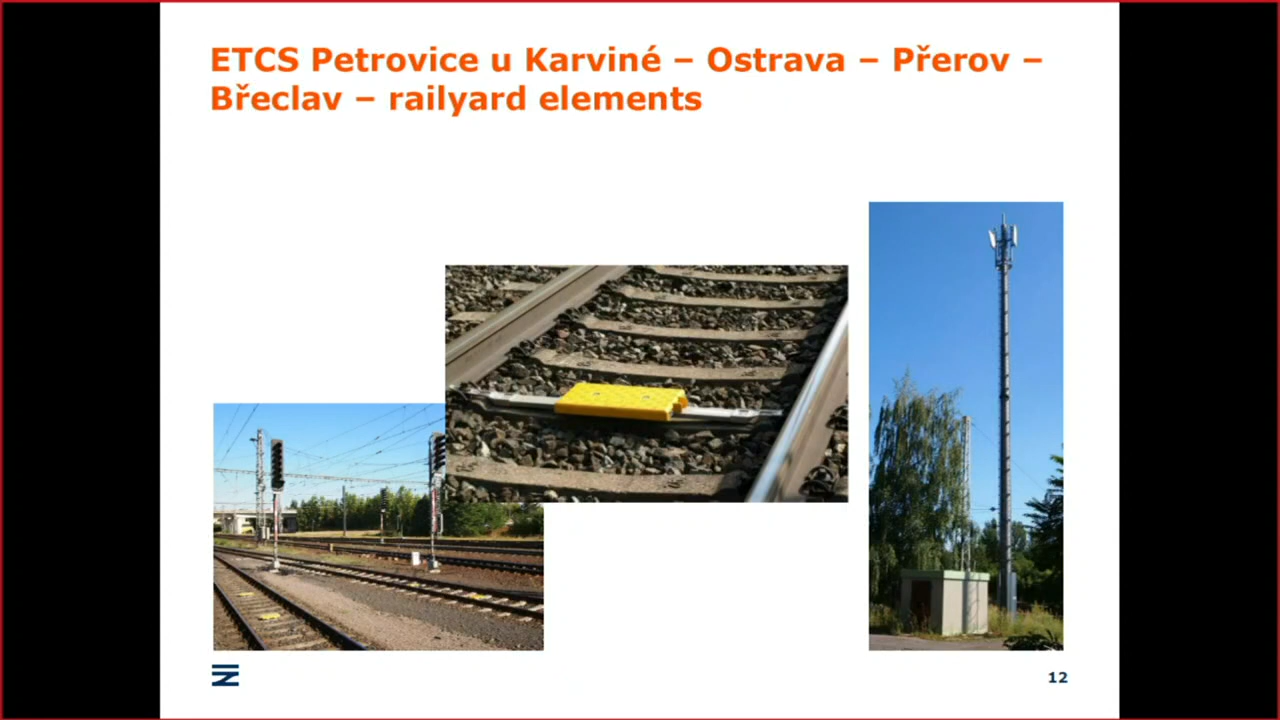 ETCS Petrovice u Karviné – Ostrava – Přerov –
Břeclav – railyard elements
12